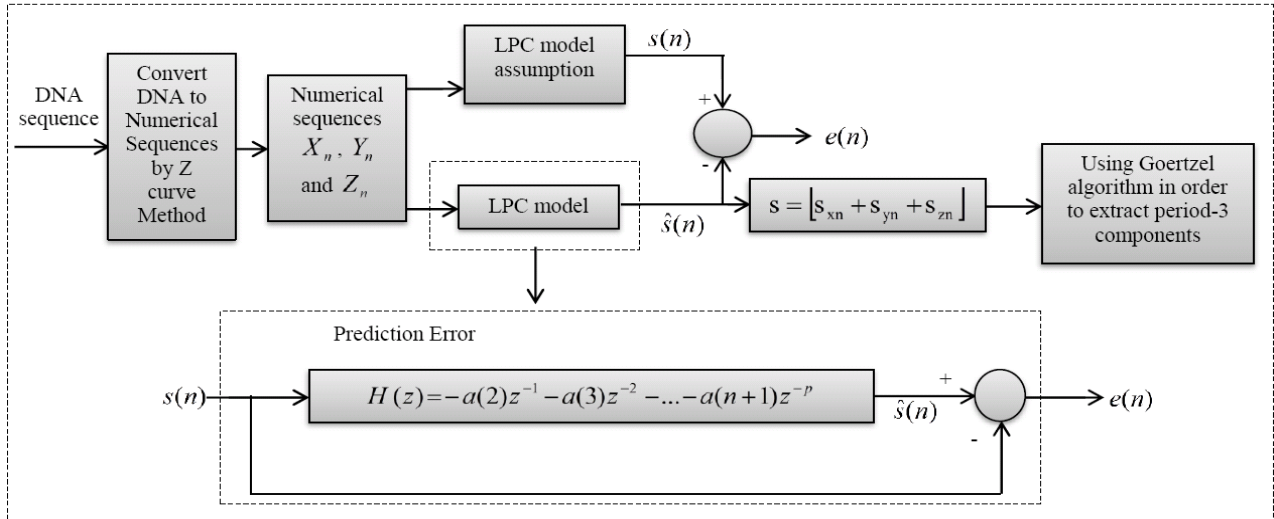 DNA
sequence
Convert
DNA to
Numerical
Sequences
by Z
curve
Method
Numerical
sequences
X_n , Y_n
and Z_n
LPC model
assumption
s(n)
+
-
e(n)
LPC model
ŝ(n)
s = ⌊s_xn + s_yn + s_zn⌋
Using Goertzel
algorithm in order
to extract period-3
components
Prediction Error
s(n)
H(z)=-a(2)z^{-1} -a(3)z^{-2} -...-a(n+1)z^{-p}
+
ŝ(n)
-
e(n)